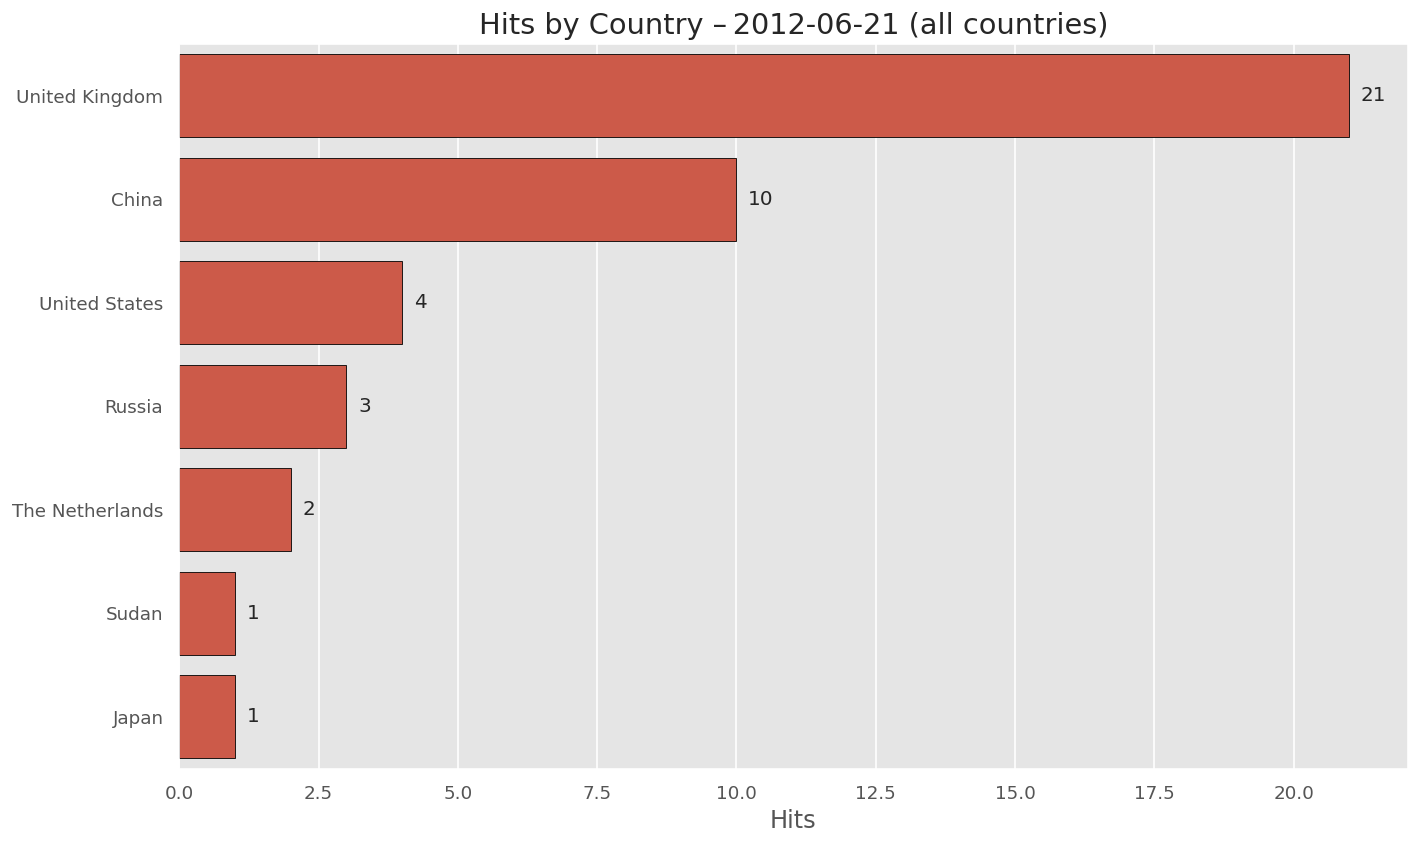 Hits by Country – 2012-06-21 (all countries)
United Kingdom 21
China 10
United States 4
Russia 3
The Netherlands 2
Sudan 1
Japan 1
0.0 2.5 5.0 7.5 10.0 12.5 15.0 17.5 20.0
Hits